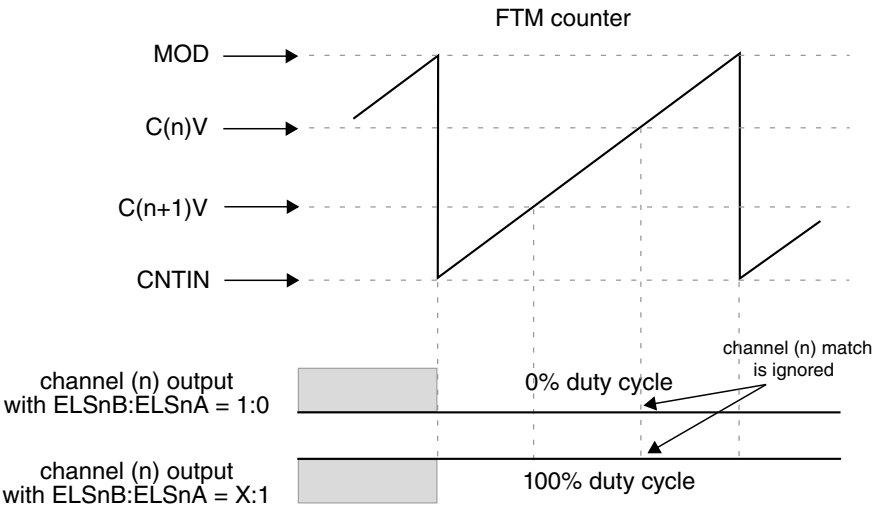 FTM counter
MOD
C(n)V
C(n+1)V
CNTIN
channel (n) match
is ignored
channel (n) output
with ELSnB:ELSnA = 1:0
0% duty cycle
channel (n) output
with ELSnB:ELSnA = X:1
100% duty cycle